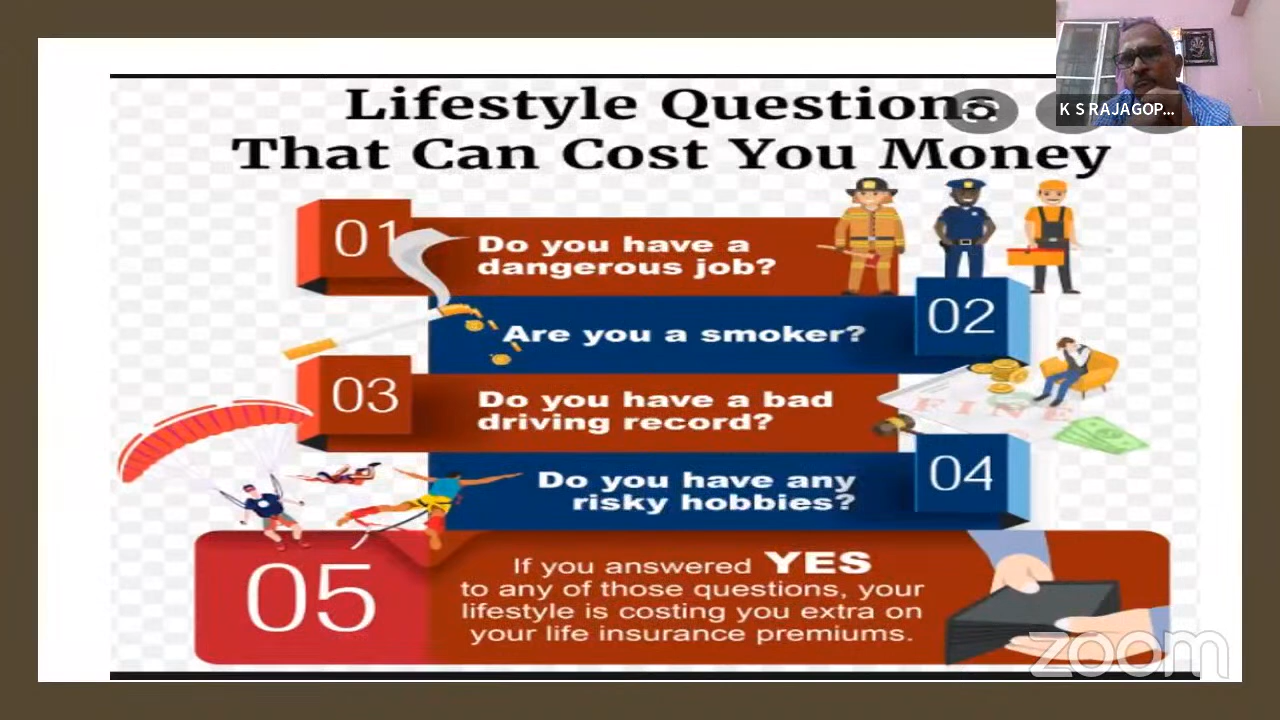 Lifestyle Questions
That Can Cost You Money
K S RAJAGOP...
01
Do you have a
dangerous job?
02
Are you a smoker?
03
Do you have a bad
driving record?
FINE
04
Do you have any
risky hobbies?
05
If you answered YES
to any of those questions, your
lifestyle is costing you extra on
your life insurance premiums.
zoom